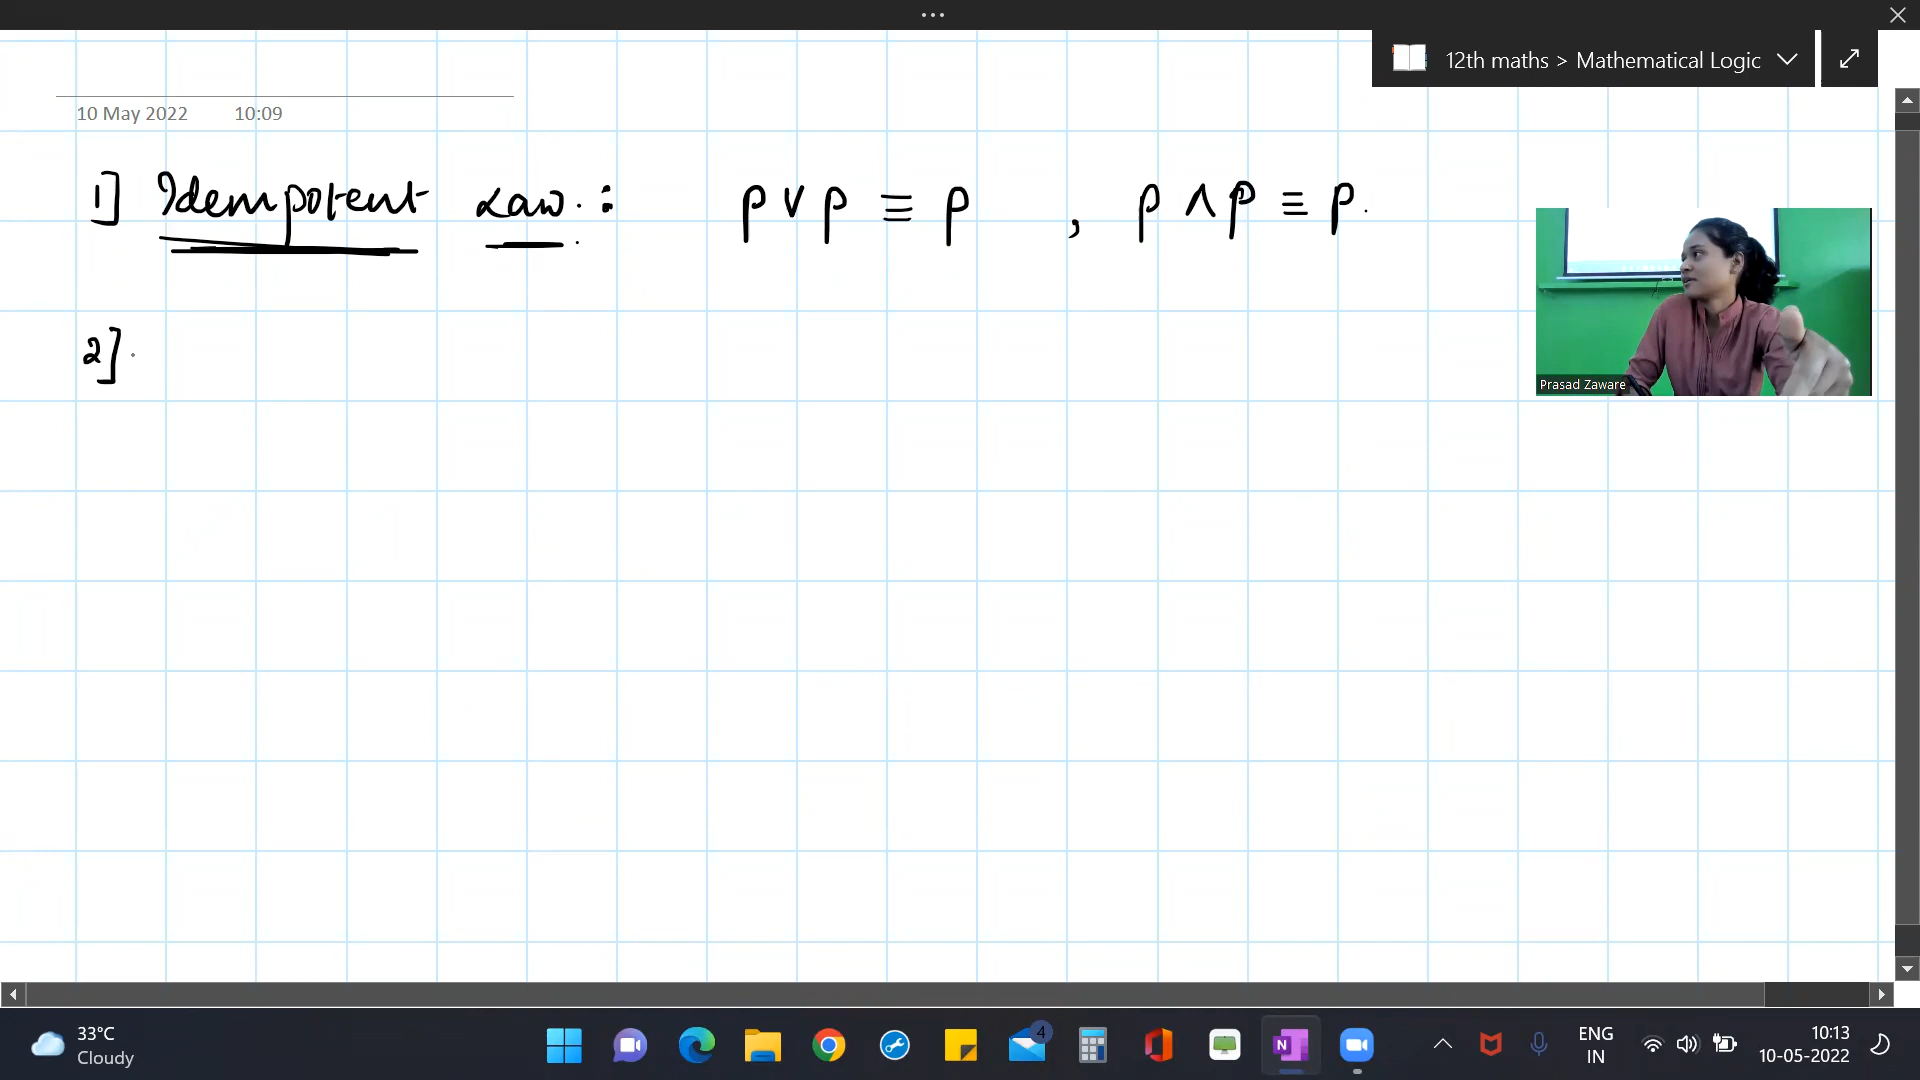 12th maths > Mathematical Logic
10 May 2022 10:09
1] Idempotent Law. : p ∨ p ≡ p , p ∧ p ≡ p.
Prasad Zaware
2]
33°C
Cloudy
4
ENG
IN
10:13
10-05-2022